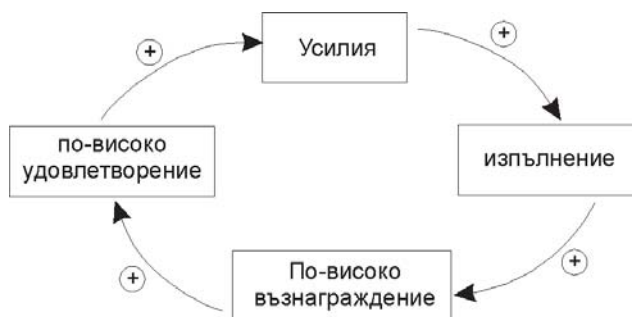 Усилия
изпълнение
По-високо
възнаграждение
по-високо
удовлетворение
+
+
+
+